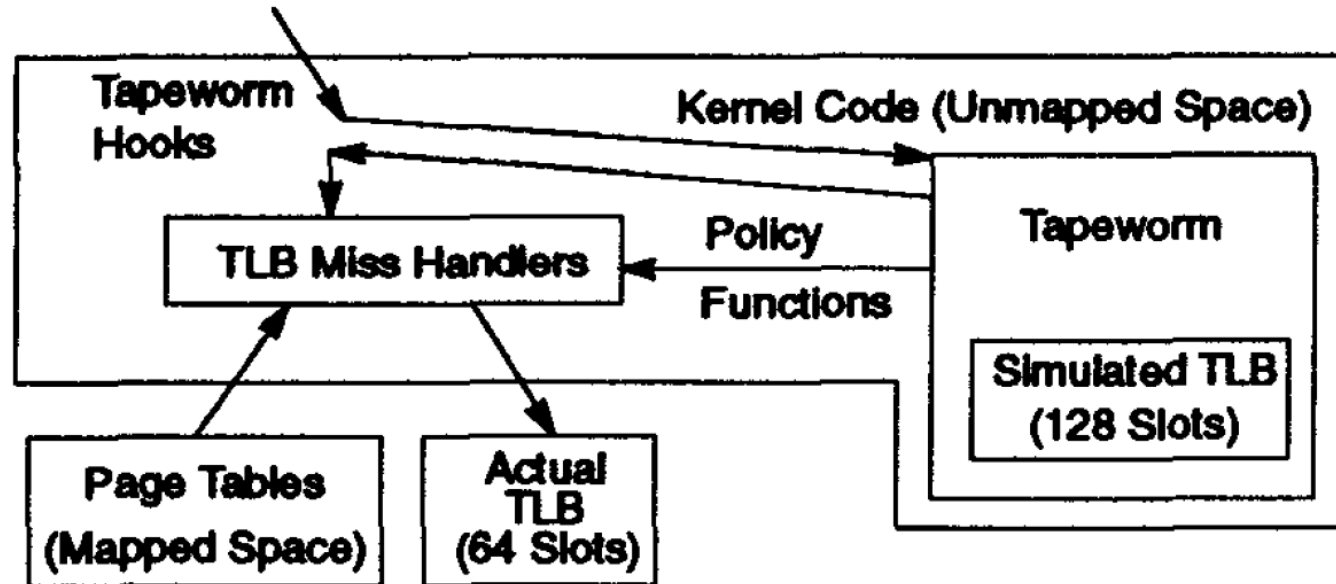 Tapeworm
Hooks
Kernel Code (Unmapped Space)
Tapeworm
Policy
Functions
TLB Miss Handlers
Simulated TLB
(128 Slots)
Page Tables
(Mapped Space)
Actual
TLB
(64 Slots)